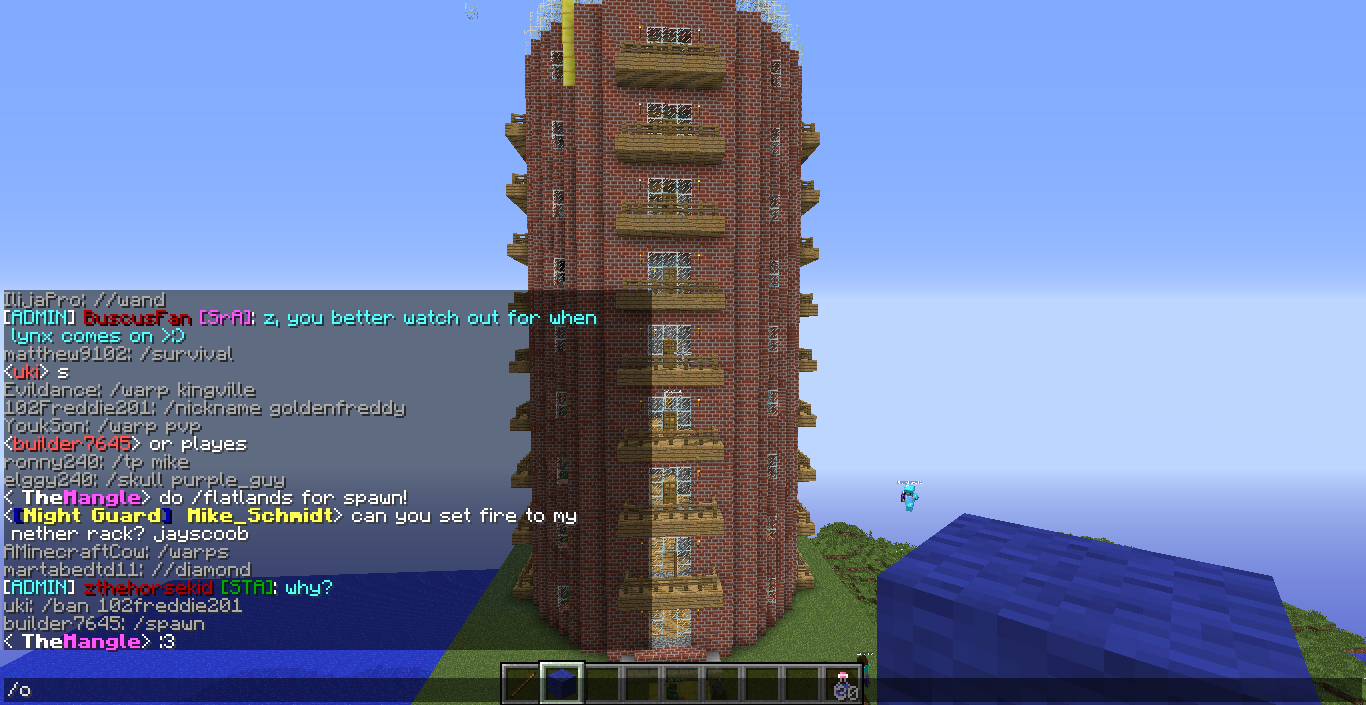 IlijaPro: //wand
[ADMIN] BuscusFan [SrA]: z, you better watch out for when
lynx comes on >:D
matthew9102: /survival
<uki> s
Evildance: /warp kingville
102Freddie201: /nickname goldenfreddy
YoukSon: /warp pvp
<builder7645> or playes
ronny240: /tp mike
elggy240: /skull purple_guy
< TheMangle> do /flatlands for spawn!
<[Night Guard] Mike_Schmidt> can you set fire to my
nether rack? jayscoob
AMinecraftCow: /warps
martabedtd11: //diamond
[ADMIN] zthehorsekid [STA]: why?
uki: /ban 102freddie201
builder7645: /spawn
< TheMangle> :3
/o
30